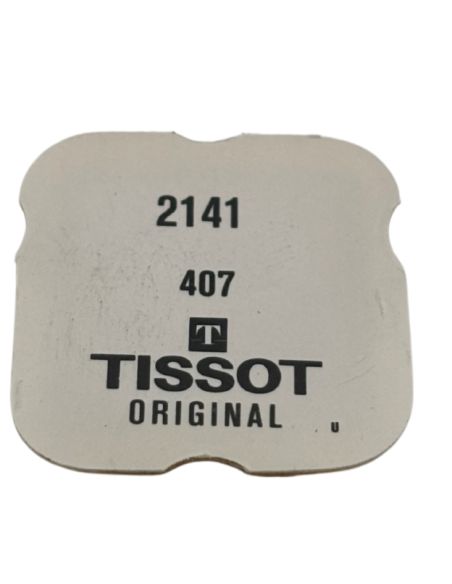 2141
407
T
TISSOT
ORIGINAL
U